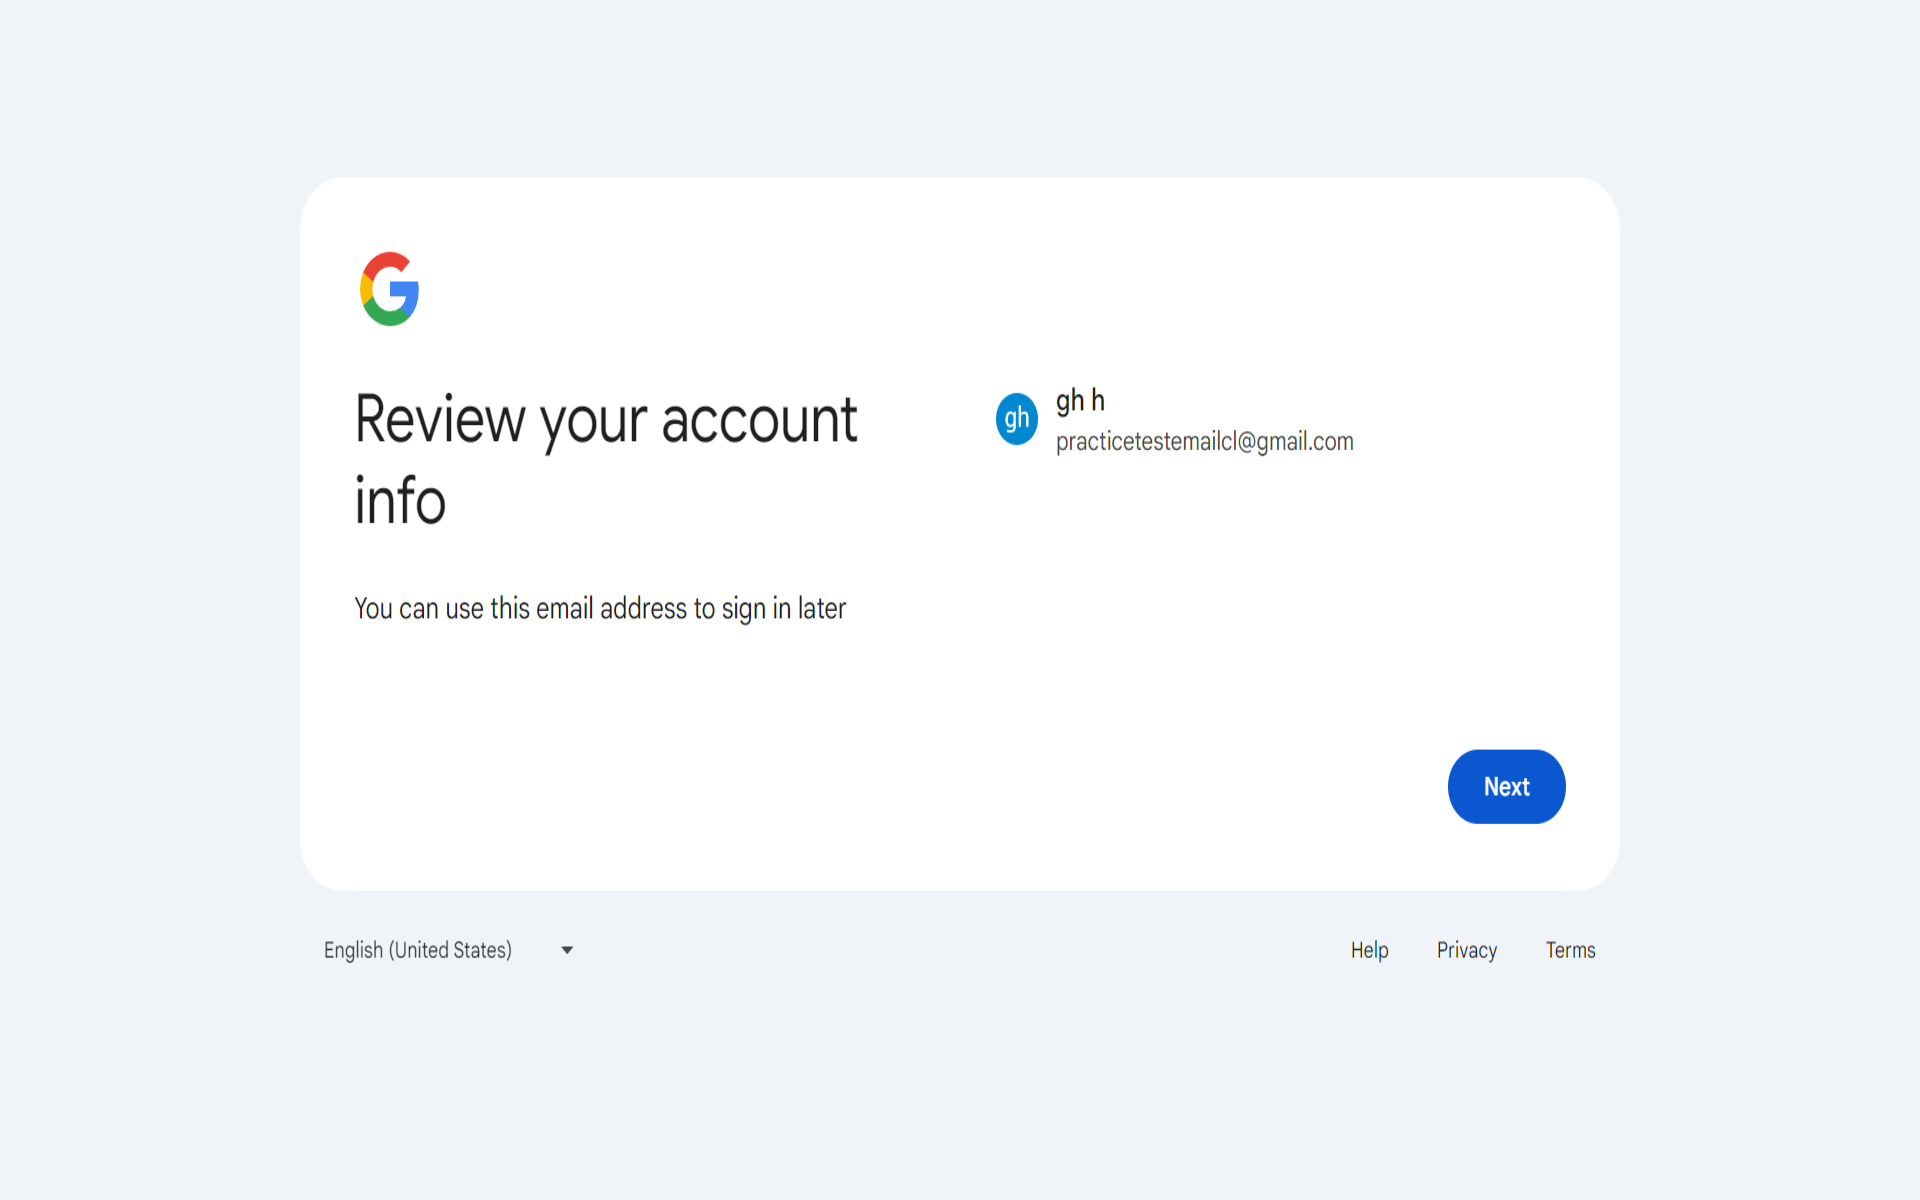 Review your account
info
You can use this email address to sign in later
gh
gh h
practicetestemailcl@gmail.com
Next
English (United States)
Help
Privacy
Terms